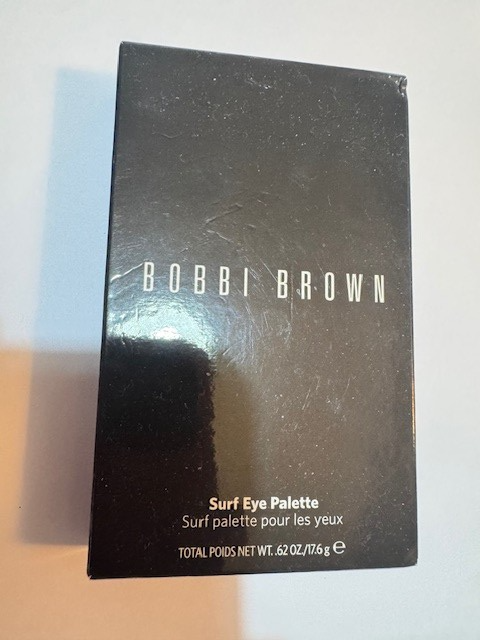 BOBBI BROWN
Surf Eye Palette
Surf palette pour les yeux
TOTAL POIDS NET WT. .62 OZ./17.6 g ℮